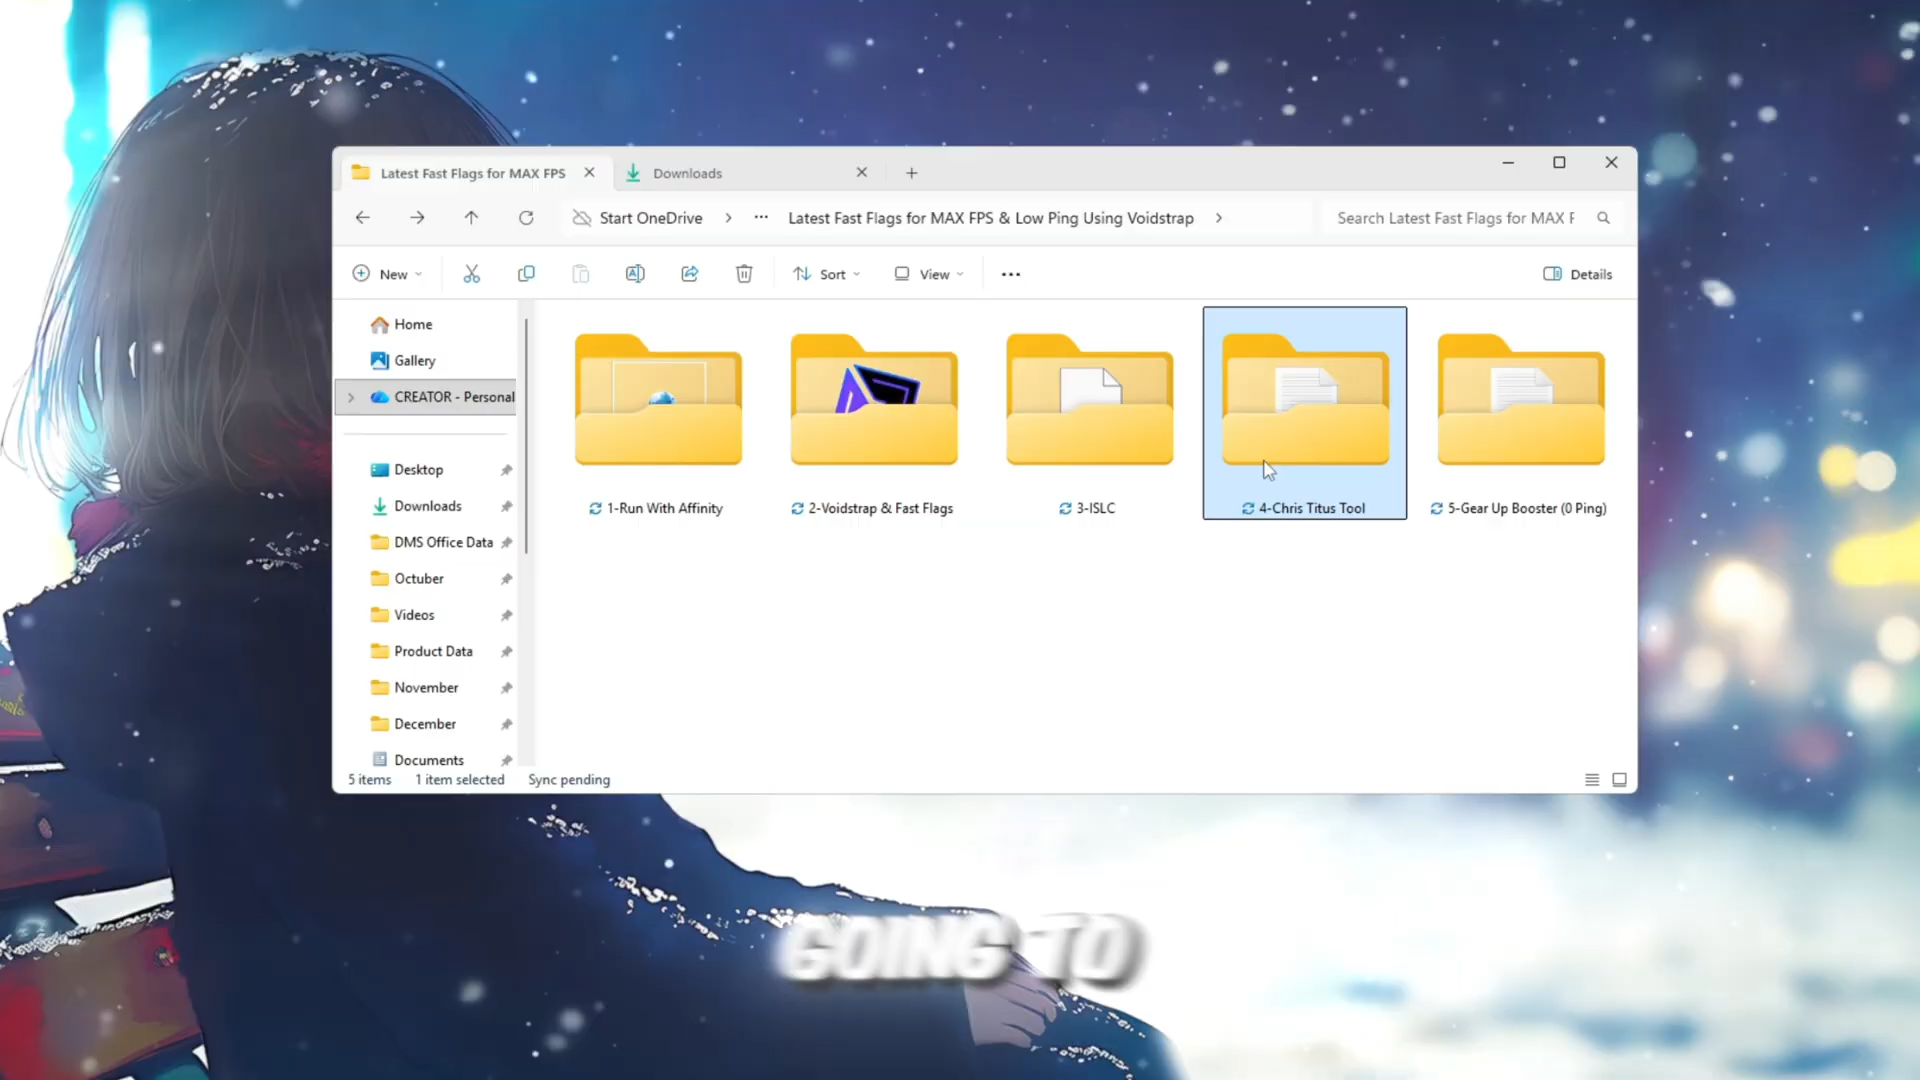 Latest Fast Flags for MAX FPS
Downloads
Start OneDrive
Latest Fast Flags for MAX FPS & Low Ping Using Voidstrap
Search Latest Fast Flags for MAX F
New
Sort
View
Details
Home
Gallery
CREATOR - Personal
Desktop
Downloads
DMS Office Data
Octuber
Videos
Product Data
November
December
Documents
1-Run With Affinity
2-Voidstrap & Fast Flags
3-ISLC
4-Chris Titus Tool
5-Gear Up Booster (0 Ping)
5 items
1 item selected
Sync pending
GOING TO